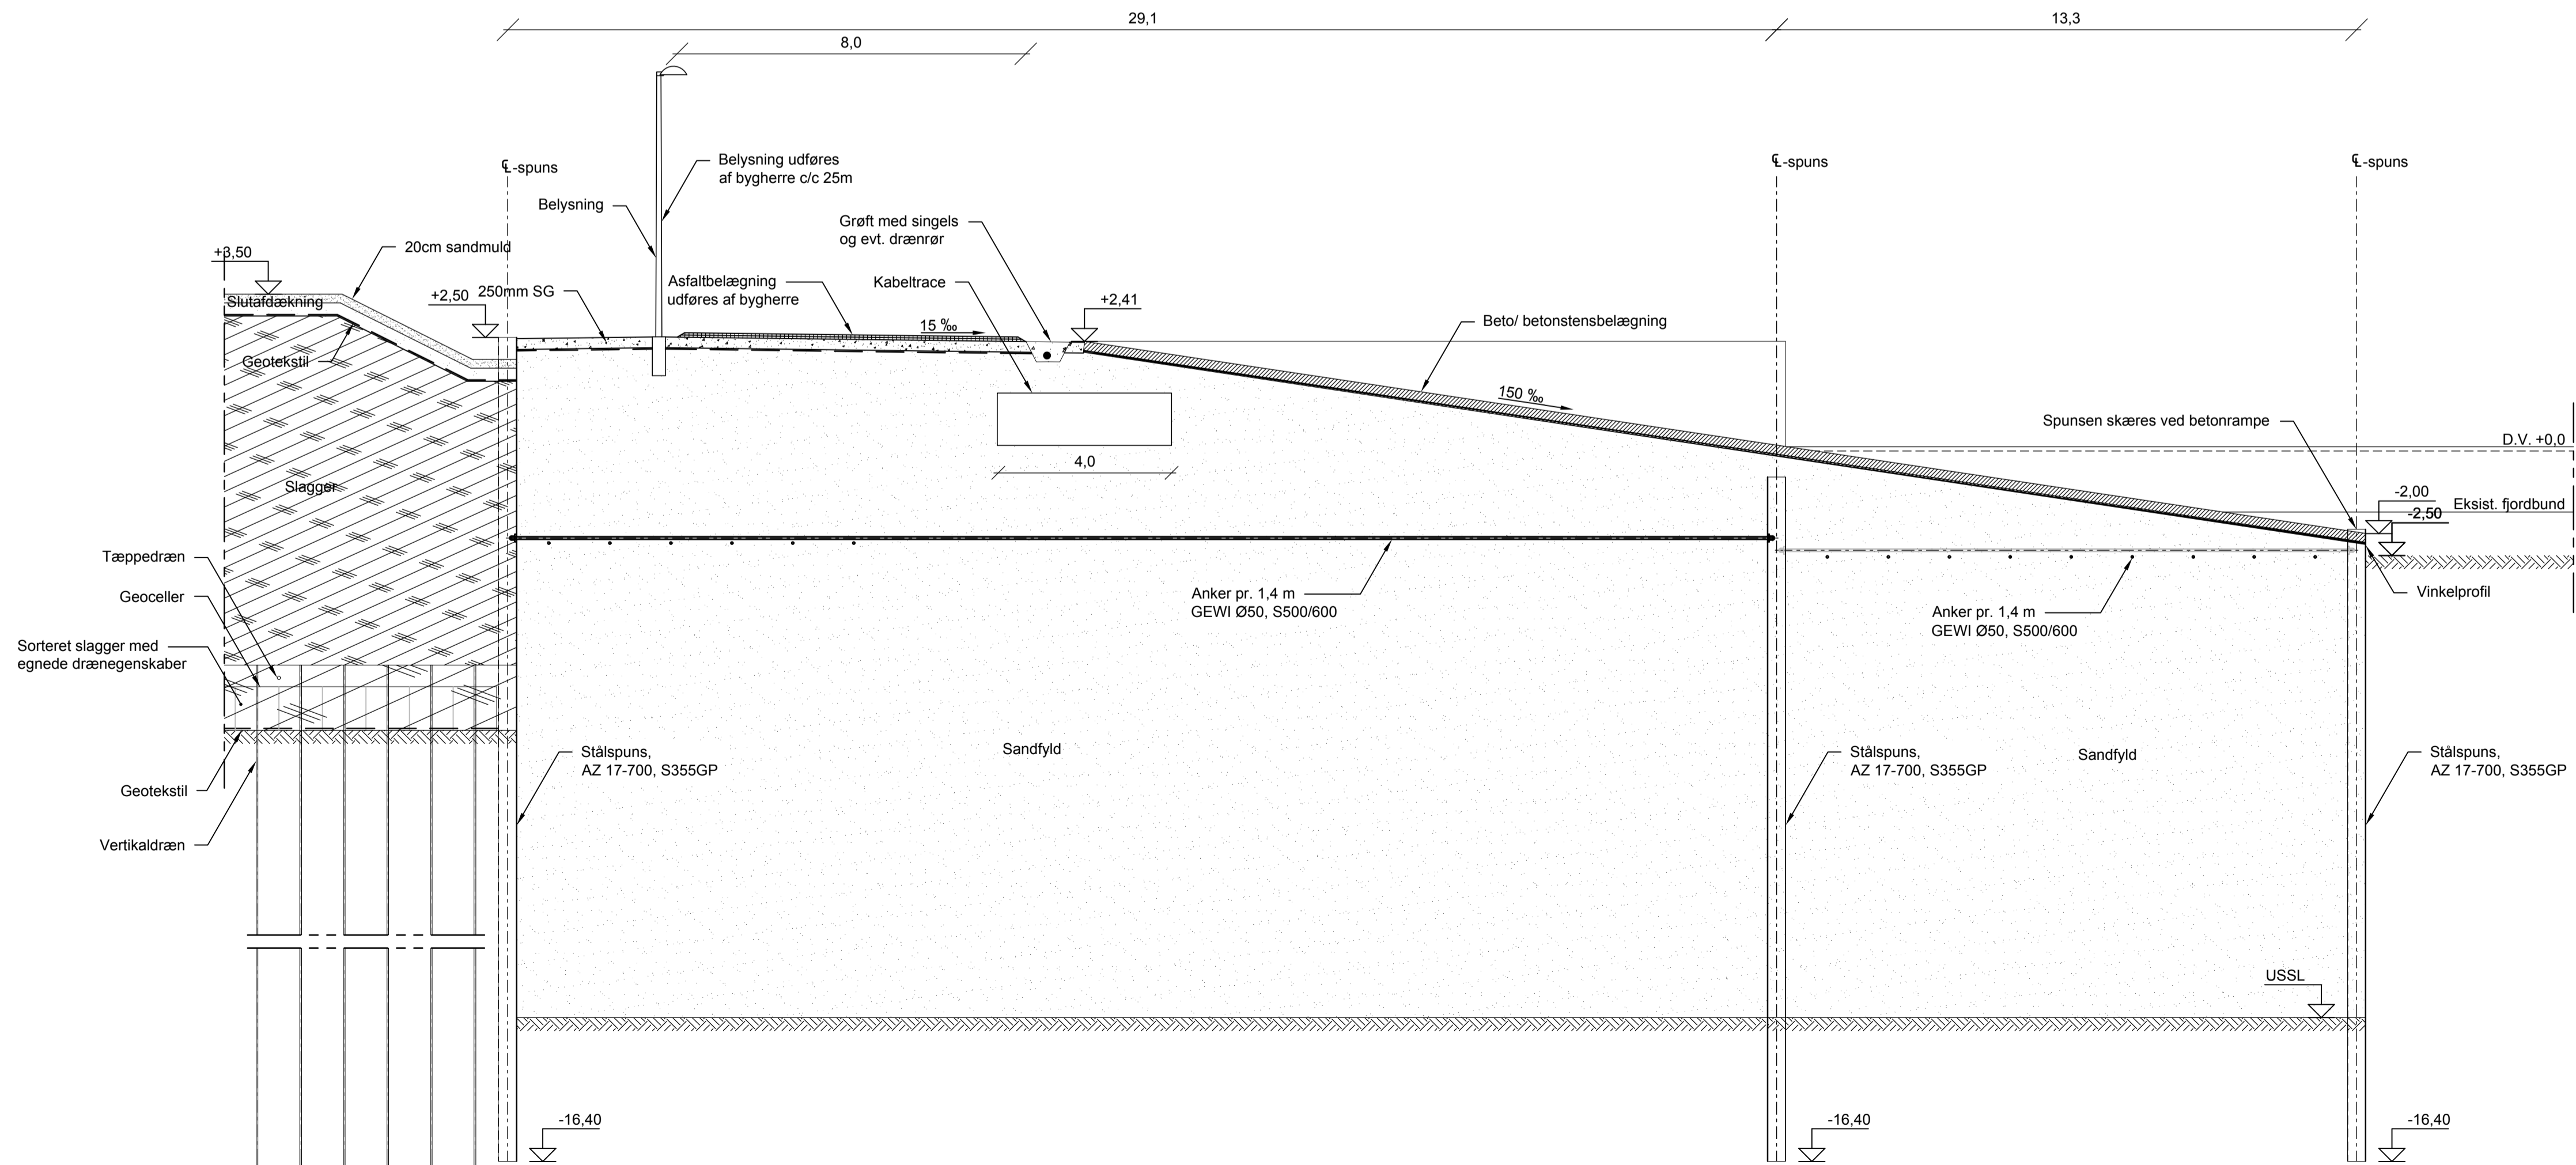 29,1
13,3
8,0
℄-spuns
℄-spuns
℄-spuns
Belysning udføres
af bygherre c/c 25m
Belysning
Grøft med singels
og evt. drænrør
20cm sandmuld
+3,50
Slutafdækning
+2,50
250mm SG
Asfaltbelægning
udføres af bygherre
Kabeltrace
15 ‰
+2,41
Beto/ betonstensbelægning
Geotekstil
150 ‰
Spunsen skæres ved betonrampe
D.V. +0,0
4,0
Slagger
-2,00
Eksist. fjordbund
-2,50
Tæppedræn
Geoceller
Anker pr. 1,4 m
GEWI Ø50, S500/600
Anker pr. 1,4 m
GEWI Ø50, S500/600
Vinkelprofil
Sorteret slagger med
egnede drænegenskaber
Stålspuns,
AZ 17-700, S355GP
Sandfyld
Stålspuns,
AZ 17-700, S355GP
Sandfyld
Stålspuns,
AZ 17-700, S355GP
Geotekstil
Vertikaldræn
USSL
-16,40
-16,40
-16,40